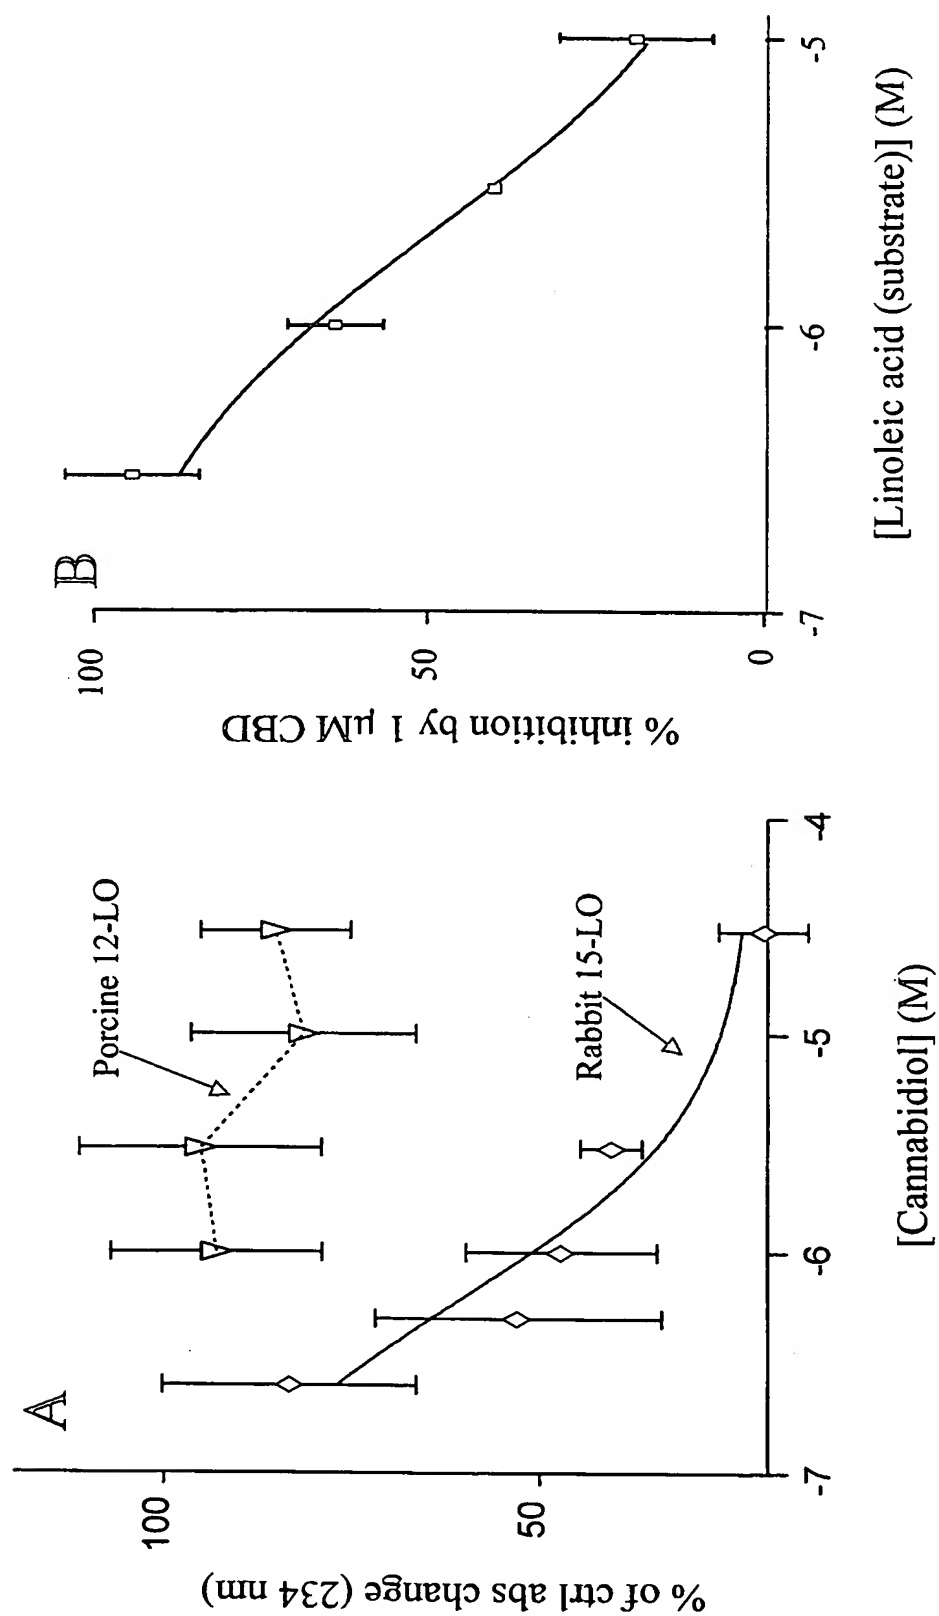 A
% of ctrl abs change (234 nm)
100
50
Porcine 12-LO
Rabbit 15-LO
-7
-6
-5
-4
[Cannabidiol] (M)
B
% inhibition by 1 µM CBD
100
50
0
-7
-6
-5
[Linoleic acid (substrate)] (M)